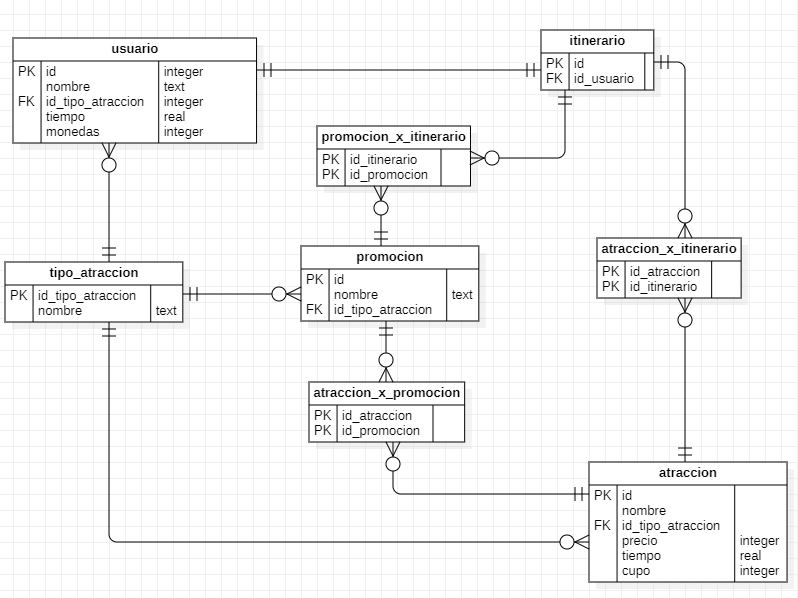 usuario
PK id integer
nombre text
FK id_tipo_atraccion integer
tiempo real
monedas integer
itinerario
PK id
FK id_usuario
promocion_x_itinerario
PK id_itinerario
PK id_promocion
atraccion_x_itinerario
PK id_atraccion
PK id_itinerario
tipo_atraccion
PK id_tipo_atraccion
nombre text
promocion
PK id
nombre text
FK id_tipo_atraccion
atraccion_x_promocion
PK id_atraccion
PK id_promocion
atraccion
PK id
nombre
FK id_tipo_atraccion
precio integer
tiempo real
cupo integer